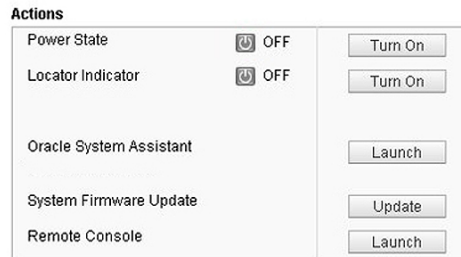 Actions
Power State OFF Turn On
Locator Indicator OFF Turn On
Oracle System Assistant Launch
System Firmware Update Update
Remote Console Launch